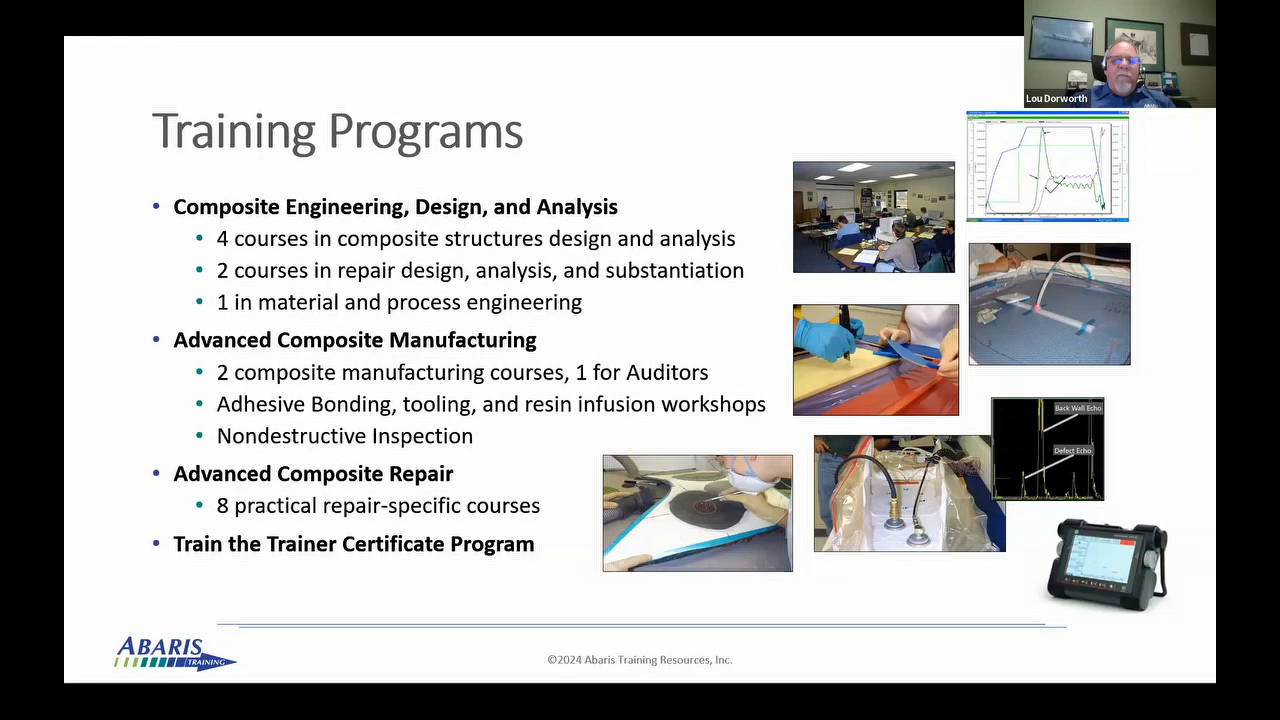 Lou Dorworth
Training Programs
• Composite Engineering, Design, and Analysis
• 4 courses in composite structures design and analysis
• 2 courses in repair design, analysis, and substantiation
• 1 in material and process engineering
• Advanced Composite Manufacturing
• 2 composite manufacturing courses, 1 for Auditors
• Adhesive Bonding, tooling, and resin infusion workshops
• Nondestructive Inspection
• Advanced Composite Repair
• 8 practical repair-specific courses
• Train the Trainer Certificate Program
Back Wall Echo
Defect Echo
ABARIS
TRAINING
©2024 Abaris Training Resources, Inc.